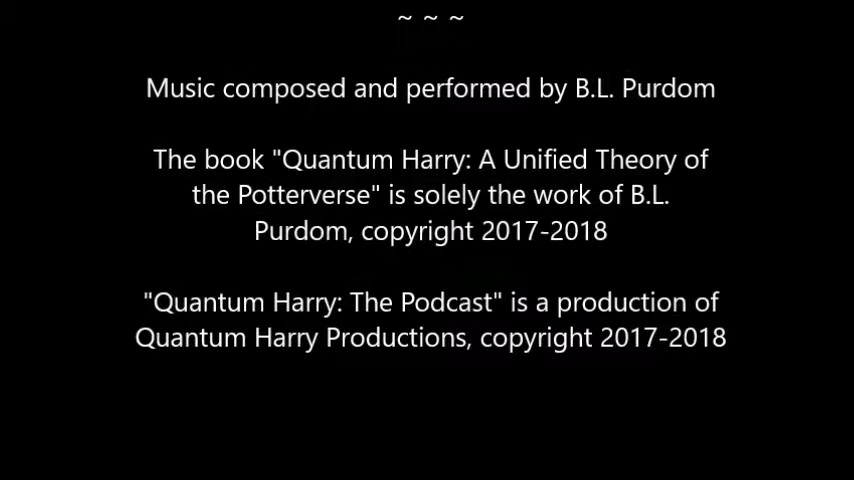 ~ ~ ~
Music composed and performed by B.L. Purdom
The book "Quantum Harry: A Unified Theory of
the Potterverse" is solely the work of B.L.
Purdom, copyright 2017-2018
"Quantum Harry: The Podcast" is a production of
Quantum Harry Productions, copyright 2017-2018